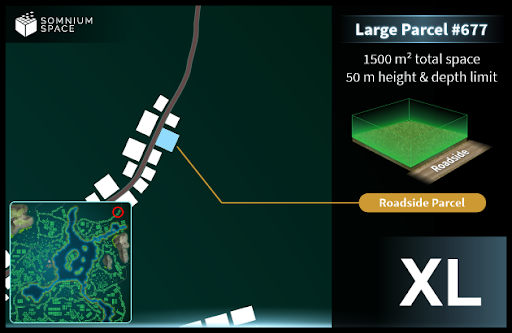 SOMNIUM
SPACE
Large Parcel #677
1500 m² total space
50 m height & depth limit
Roadside
Roadside Parcel
XL